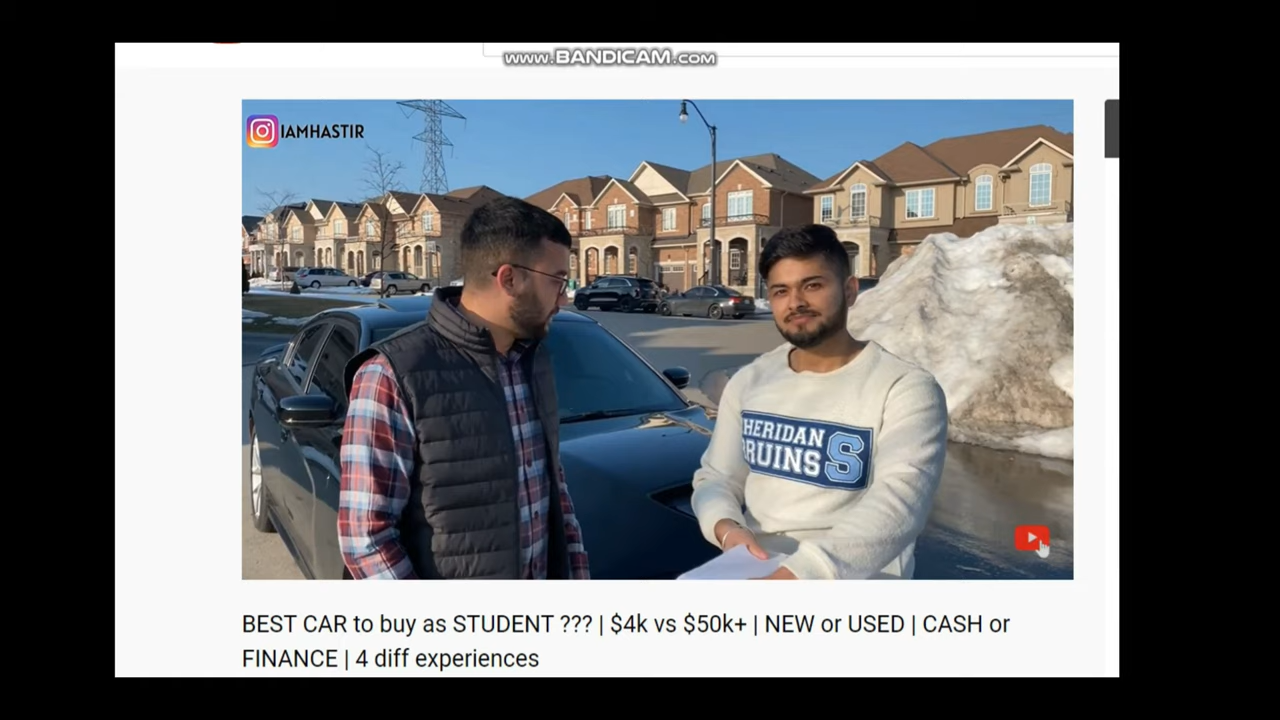 www.BANDICAM.com
IAMHASTIR
HERIDAN
RUINS S
BEST CAR to buy as STUDENT ??? | $4k vs $50k+ | NEW or USED | CASH or
FINANCE | 4 diff experiences